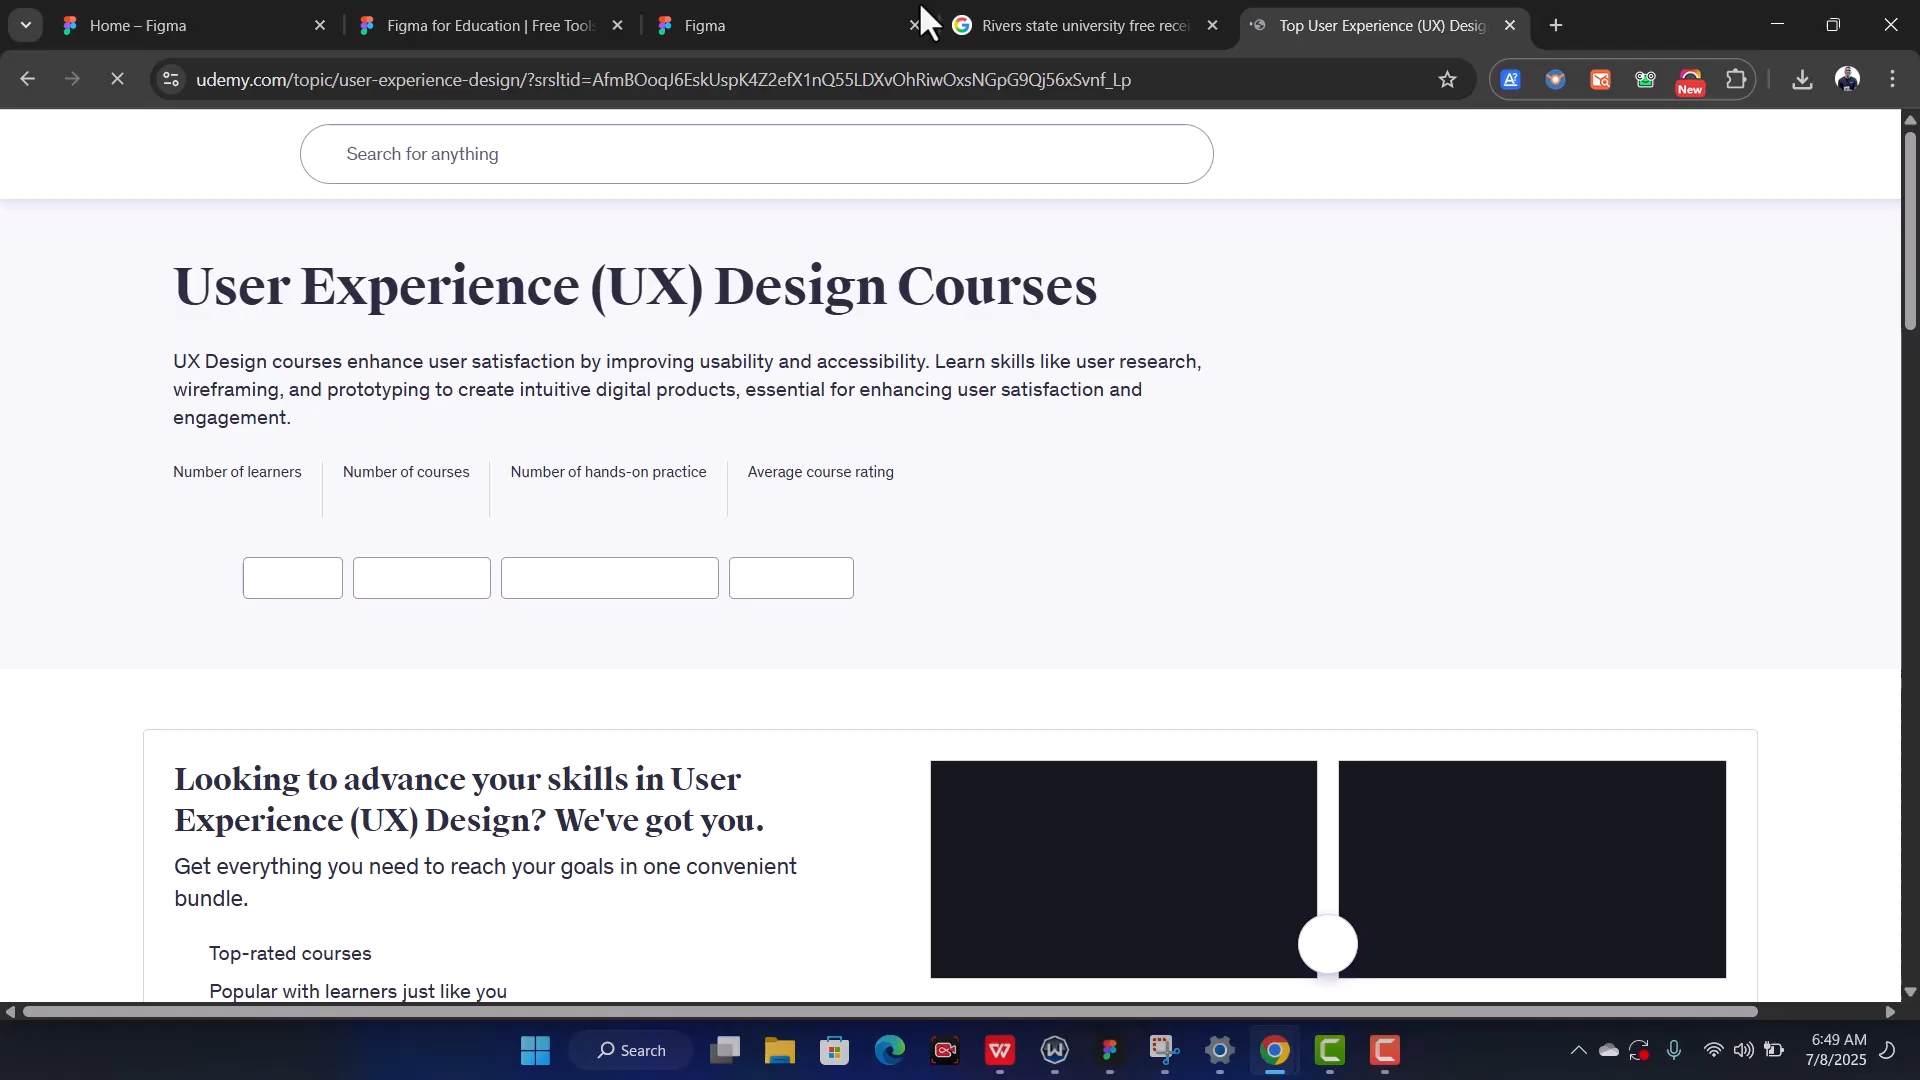 Home – Figma
Figma for Education | Free Tools
Figma
Rivers state university free rece
Top User Experience (UX) Desig
udemy.com/topic/user-experience-design/?srsltid=AfmBOoqJ6EskUspK4Z2efX1nQ55LDXvOhRiwOxsNGpG9Qj56xSvnf_Lp
New
Search for anything
User Experience (UX) Design Courses
UX Design courses enhance user satisfaction by improving usability and accessibility. Learn skills like user research,
wireframing, and prototyping to create intuitive digital products, essential for enhancing user satisfaction and
engagement.
Number of learners
Number of courses
Number of hands-on practice
Average course rating
Looking to advance your skills in User
Experience (UX) Design? We've got you.
Get everything you need to reach your goals in one convenient
bundle.
Top-rated courses
Popular with learners just like you
Search
6:49 AM
7/8/2025